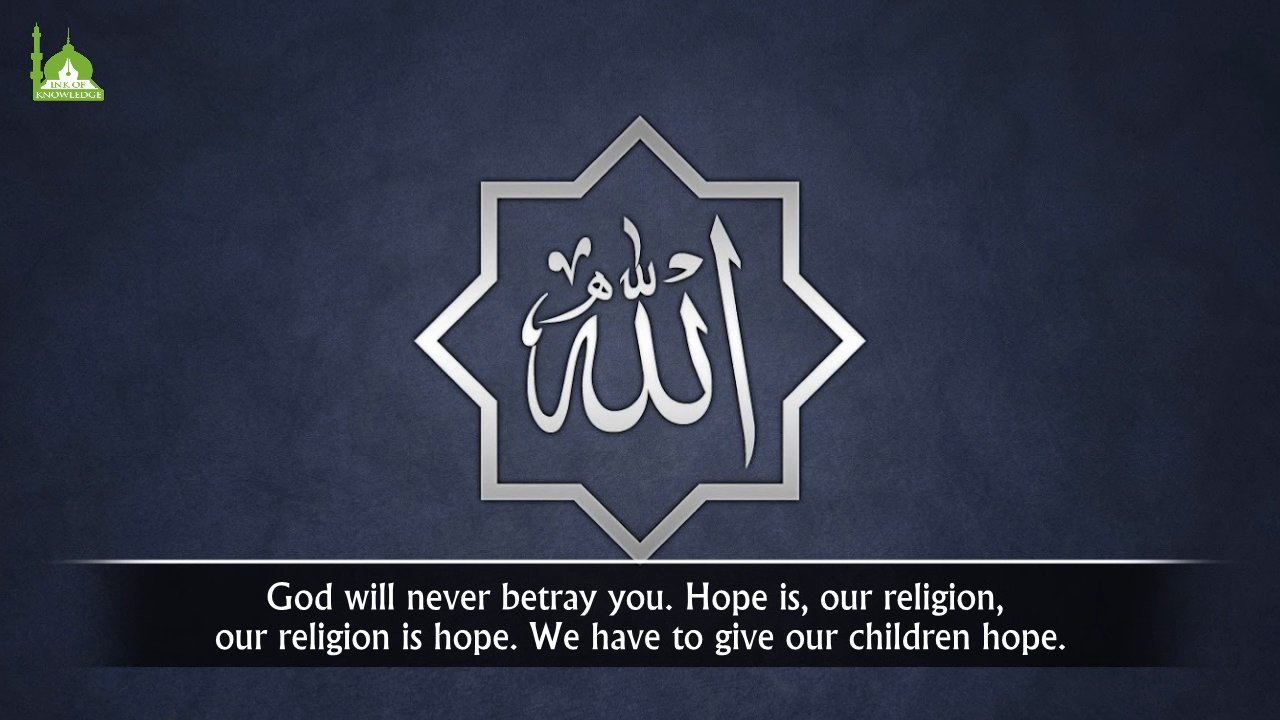 INK OF
KNOWLEDGE
الله
God will never betray you. Hope is, our religion,
our religion is hope. We have to give our children hope.